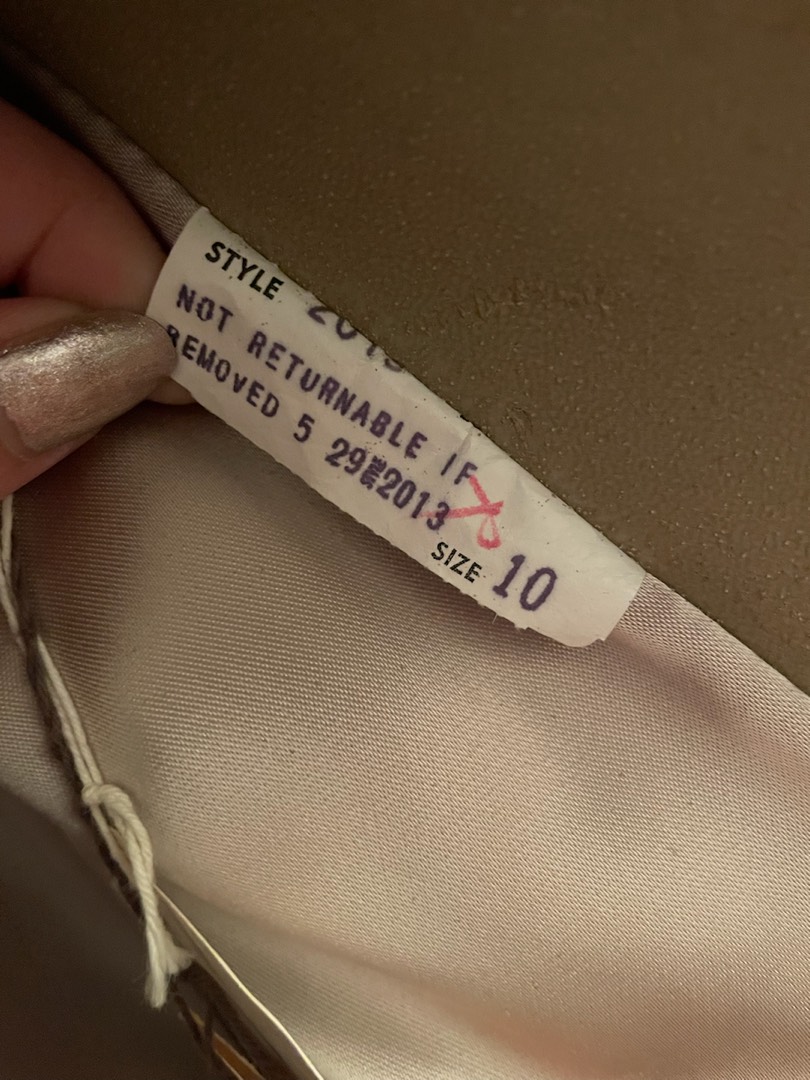 STYLE
NOT RETURNABLE IF
REMOVED 5 29 2013
SIZE 10